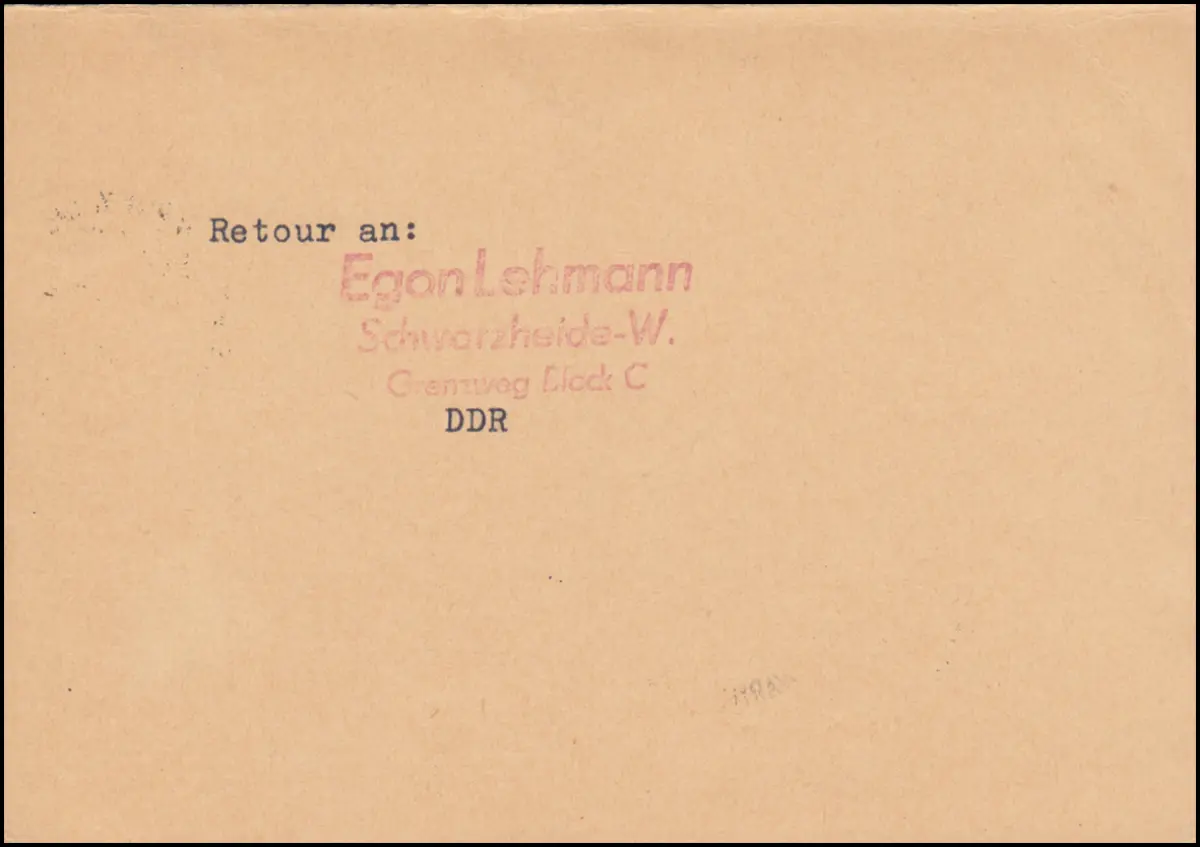 Retour an:
Egon Lehmann
Schwarzheide-W.
Grenzweg Block C
DDR